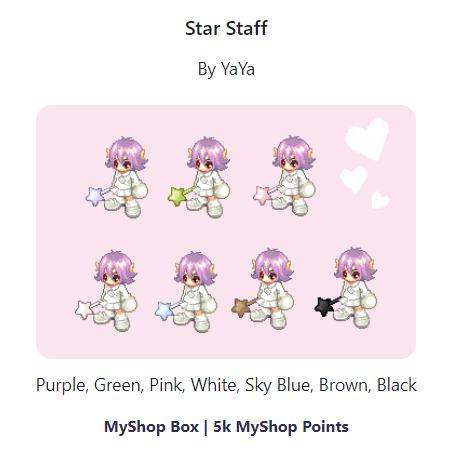 Star Staff
By YaYa
Purple, Green, Pink, White, Sky Blue, Brown, Black
MyShop Box | 5k MyShop Points